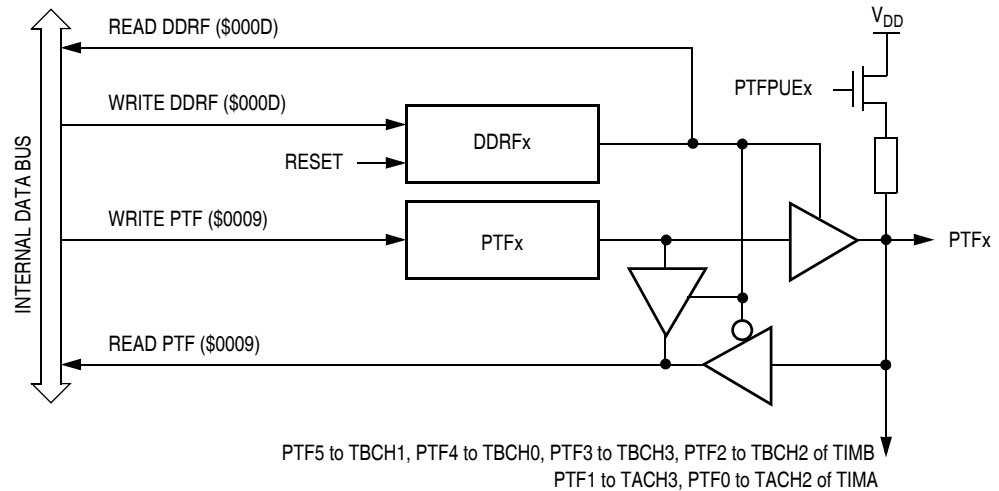 READ DDRF ($000D)
VDD
PTFPUEx
WRITE DDRF ($000D)
DDRFx
RESET
INTERNAL DATA BUS
WRITE PTF ($0009)
PTFx
PTFx
READ PTF ($0009)
PTF5 to TBCH1, PTF4 to TBCH0, PTF3 to TBCH3, PTF2 to TBCH2 of TIMB
PTF1 to TACH3, PTF0 to TACH2 of TIMA